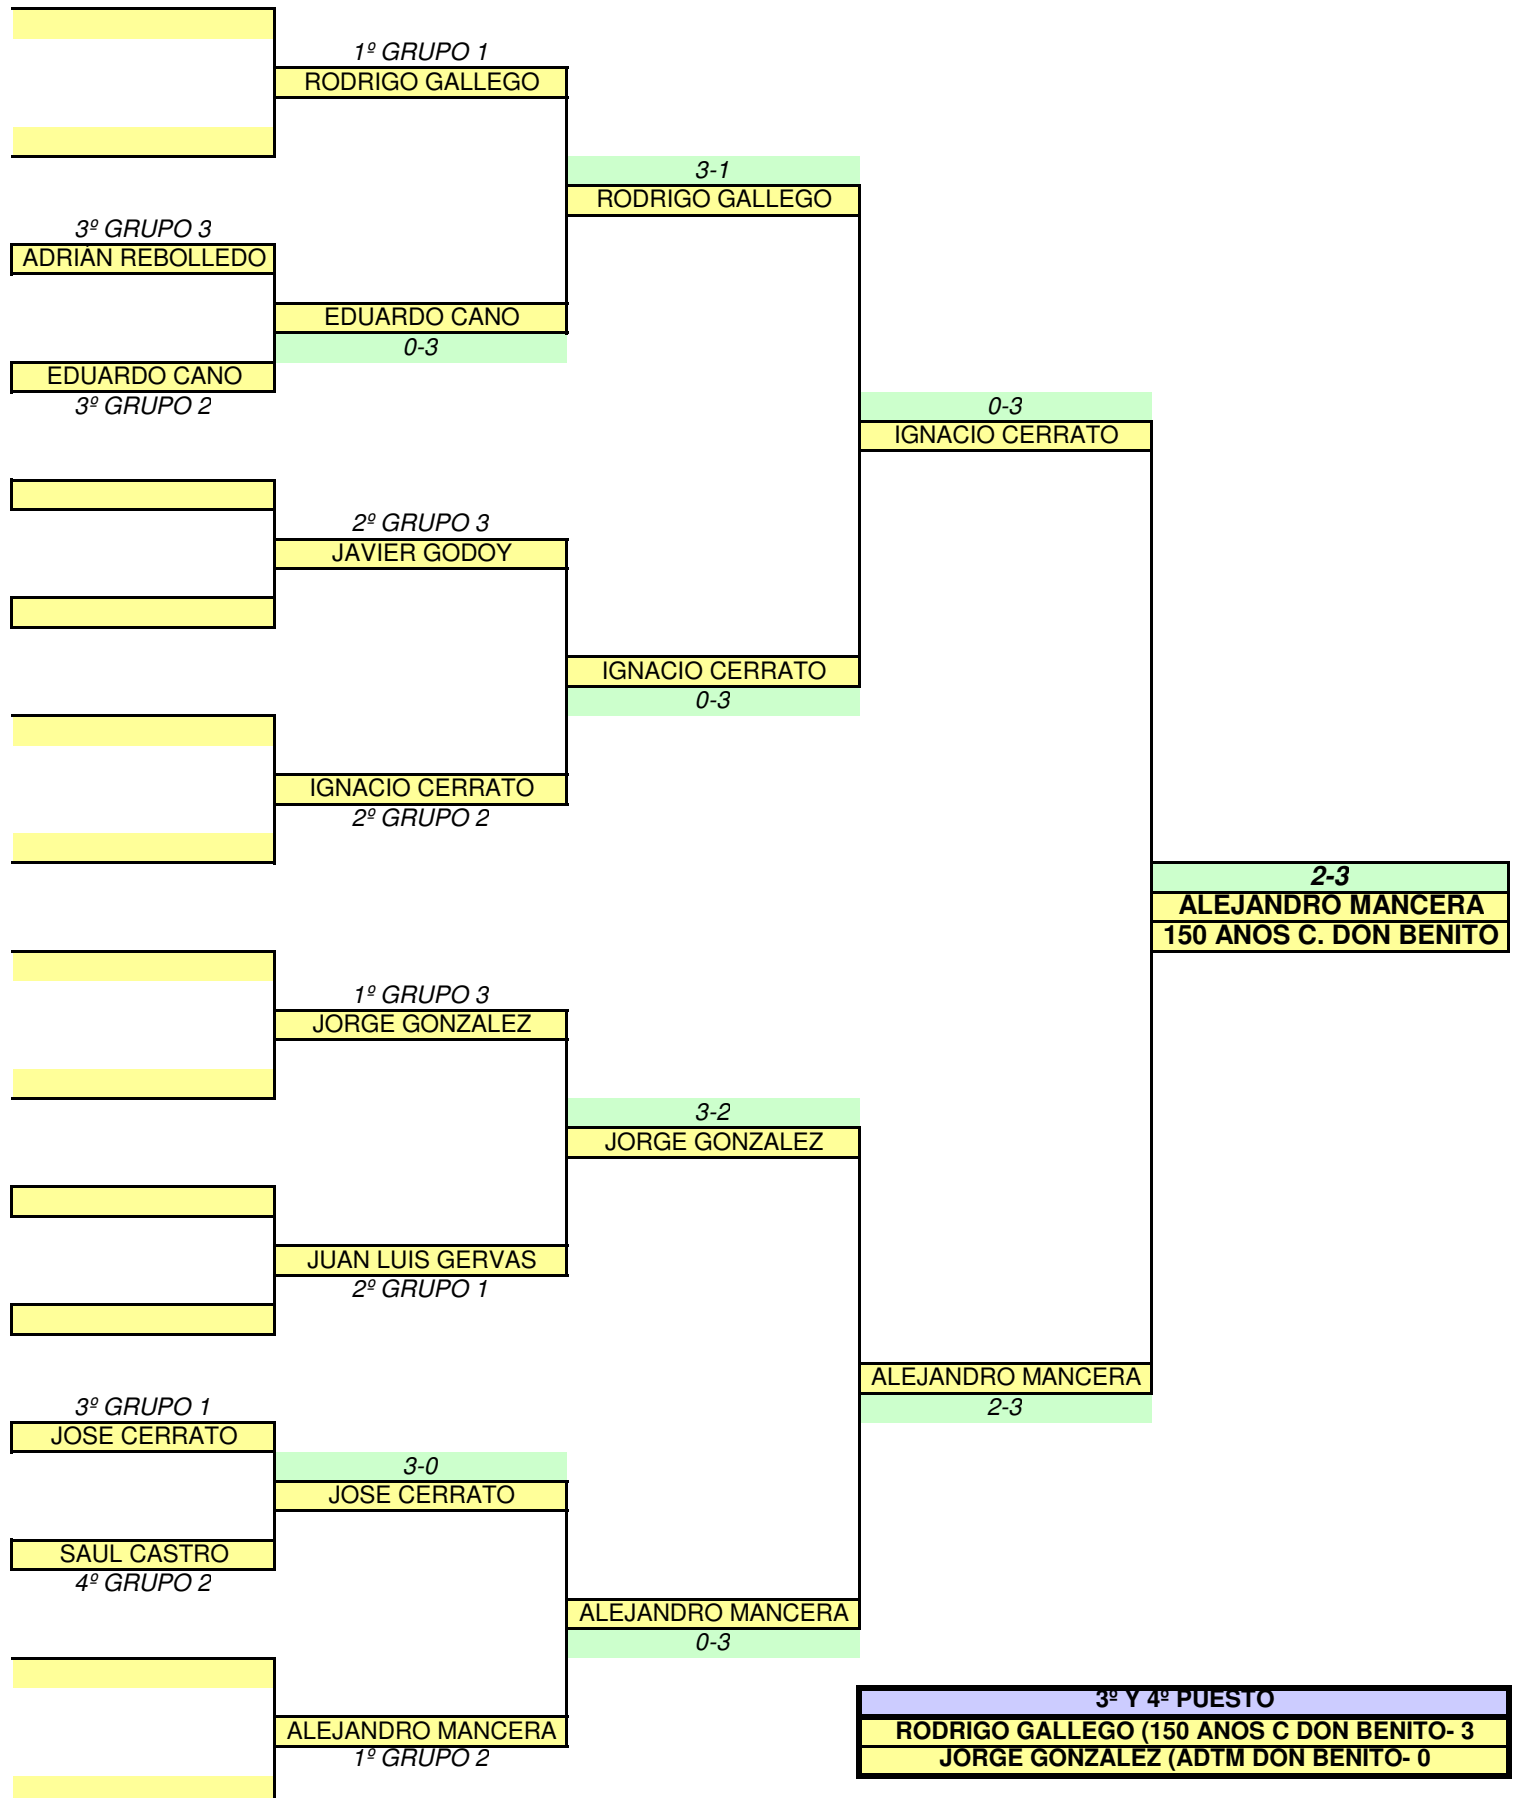 1º GRUPO 1
RODRIGO GALLEGO
3-1
RODRIGO GALLEGO
3º GRUPO 3
ADRIÁN REBOLLEDO
EDUARDO CANO
0-3
EDUARDO CANO
3º GRUPO 2
0-3
IGNACIO CERRATO
2º GRUPO 3
JAVIER GODOY
IGNACIO CERRATO
0-3
IGNACIO CERRATO
2º GRUPO 2
2-3
ALEJANDRO MANCERA
150 ANOS C. DON BENITO
1º GRUPO 3
JORGE GONZALEZ
3-2
JORGE GONZALEZ
JUAN LUIS GERVAS
2º GRUPO 1
ALEJANDRO MANCERA
2-3
3º GRUPO 1
JOSE CERRATO
3-0
JOSE CERRATO
SAUL CASTRO
4º GRUPO 2
ALEJANDRO MANCERA
0-3
ALEJANDRO MANCERA
1º GRUPO 2
3º Y 4º PUESTO
RODRIGO GALLEGO (150 ANOS C DON BENITO- 3
JORGE GONZALEZ (ADTM DON BENITO- 0